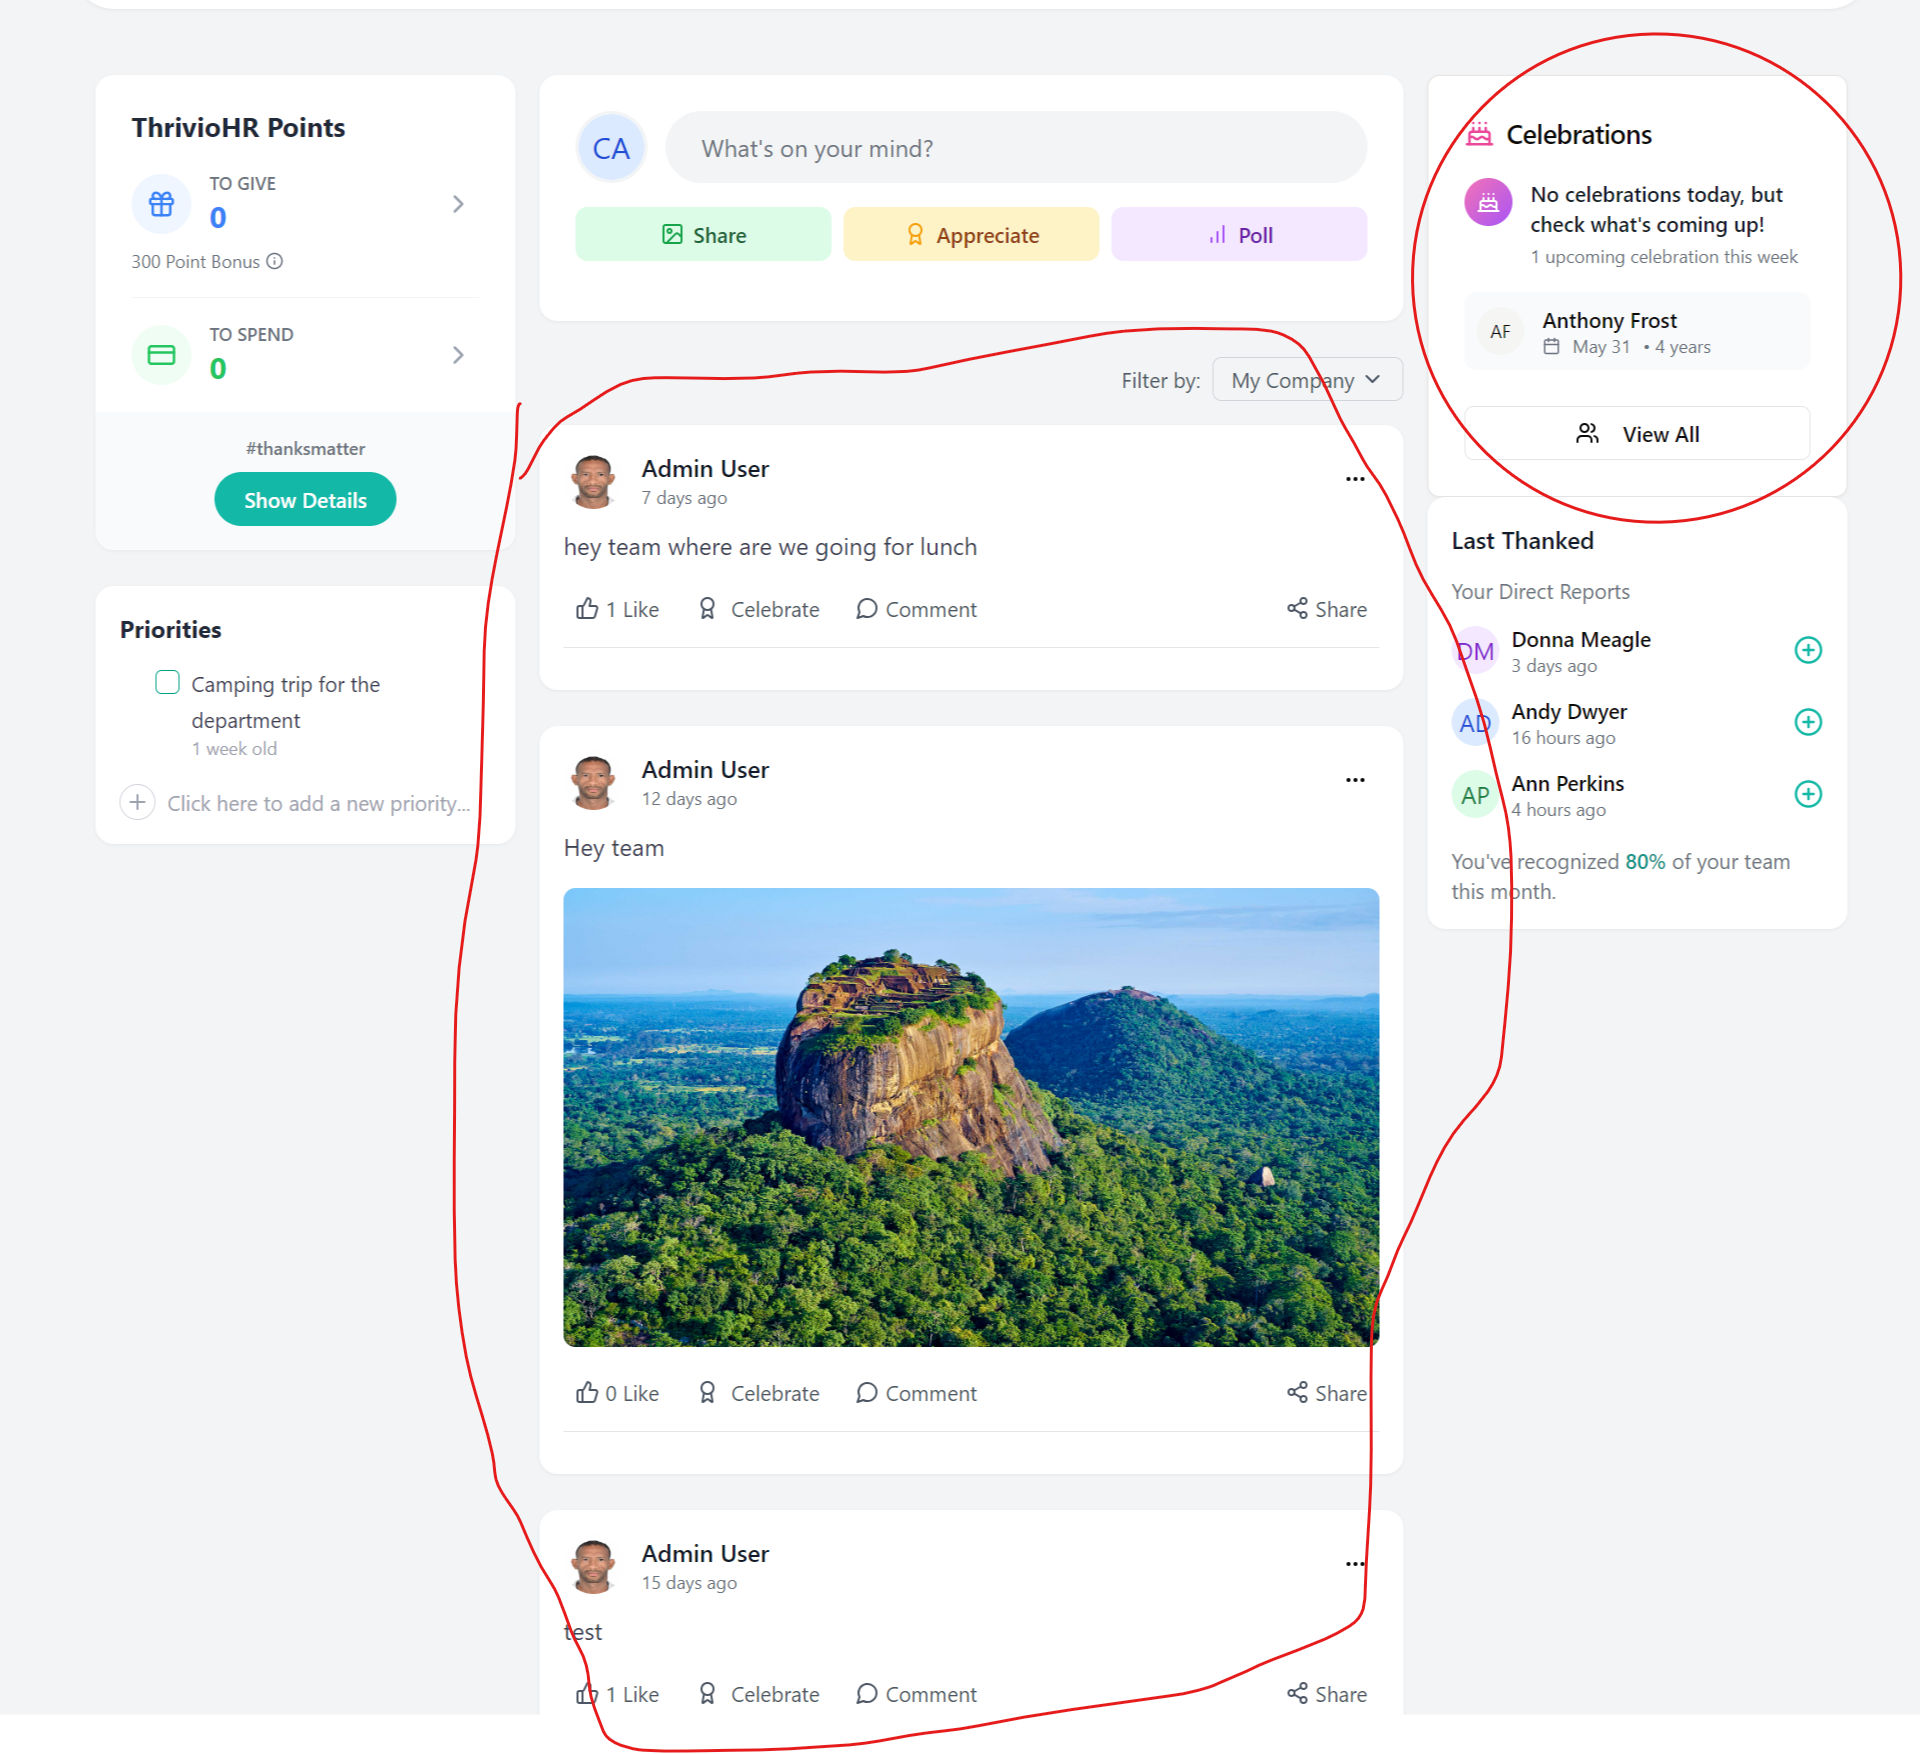 ThrivioHR Points
TO GIVE
0
300 Point Bonus
TO SPEND
0
#thanksmatter
Show Details
Priorities
Camping trip for the
department
1 week old
Click here to add a new priority...
CA
What's on your mind?
Share
Appreciate
Poll
Filter by:
My Company
Admin User
7 days ago
hey team where are we going for lunch
1 Like
Celebrate
Comment
Share
Admin User
12 days ago
Hey team
0 Like
Celebrate
Comment
Share
Admin User
15 days ago
test
1 Like
Celebrate
Comment
Share
Celebrations
No celebrations today, but
check what's coming up!
1 upcoming celebration this week
AF
Anthony Frost
May 31 • 4 years
View All
Last Thanked
Your Direct Reports
DM
Donna Meagle
3 days ago
AD
Andy Dwyer
16 hours ago
AP
Ann Perkins
4 hours ago
You've recognized 80% of your team
this month.